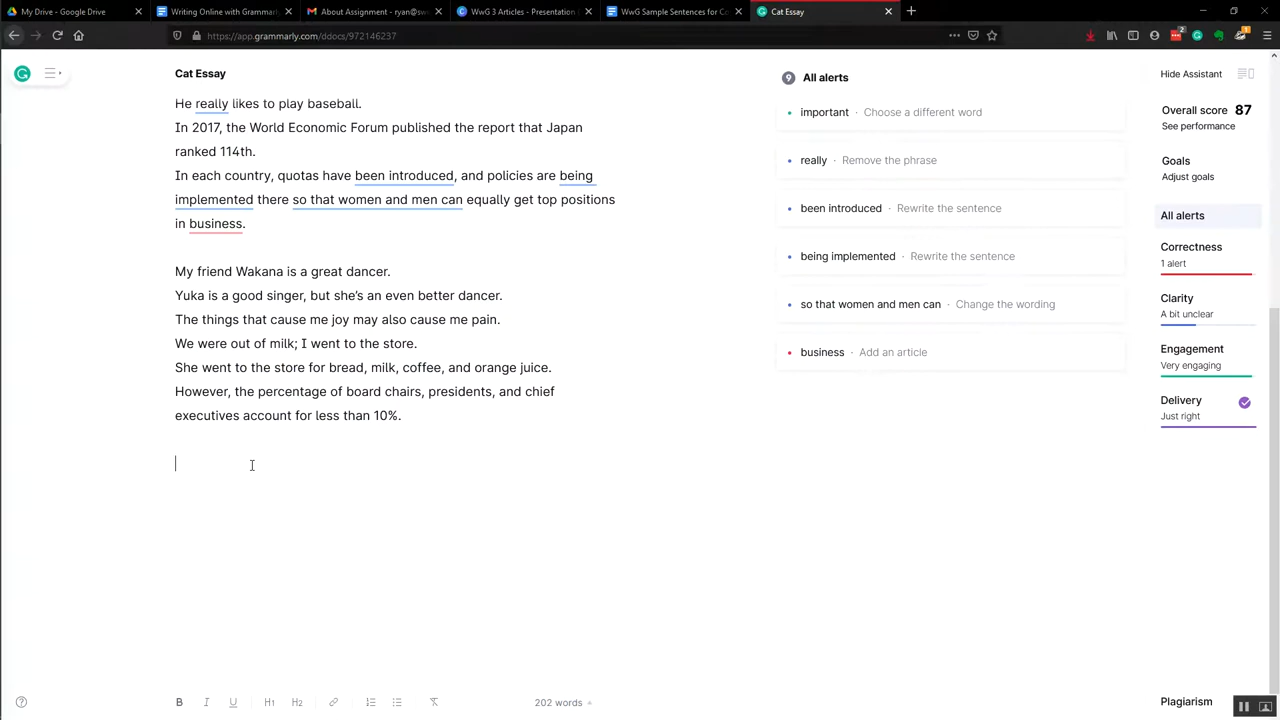 My Drive - Google Drive
Writing Online with Grammarl
About Assignment - ryan@sw
WwG 3 Articles - Presentation
WwG Sample Sentences for Co
Cat Essay
https://app.grammarly.com/ddocs/972146237
Cat Essay
He really likes to play baseball.
In 2017, the World Economic Forum published the report that Japan
ranked 114th.
In each country, quotas have been introduced, and policies are being
implemented there so that women and men can equally get top positions
in business.
My friend Wakana is a great dancer.
Yuka is a good singer, but she's an even better dancer.
The things that cause me joy may also cause me pain.
We were out of milk; I went to the store.
She went to the store for bread, milk, coffee, and orange juice.
However, the percentage of board chairs, presidents, and chief
executives account for less than 10%.
B I U H1 H2
202 words
9 All alerts
important · Choose a different word
really · Remove the phrase
been introduced · Rewrite the sentence
being implemented · Rewrite the sentence
so that women and men can · Change the wording
business · Add an article
Hide Assistant
Overall score 87
See performance
Goals
Adjust goals
All alerts
Correctness
1 alert
Clarity
A bit unclear
Engagement
Very engaging
Delivery
Just right
Plagiarism